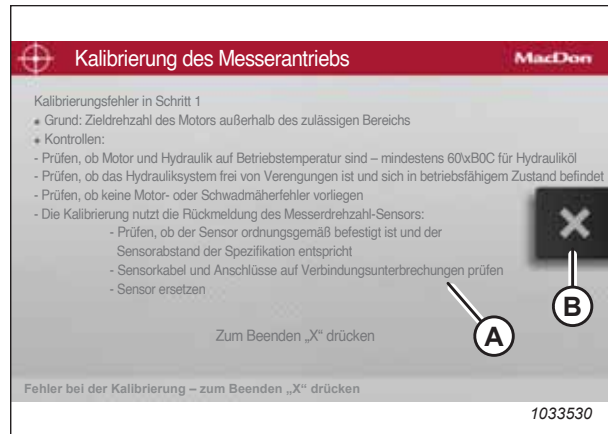 Kalibrierung des Messerantriebs MacDon
Kalibrierungsfehler in Schritt 1
• Grund: Zieldrehzahl des Motors außerhalb des zulässigen Bereichs
• Kontrollen:
- Prüfen, ob Motor und Hydraulik auf Betriebstemperatur sind – mindestens 60\xB0C für Hydrauliköl
- Prüfen, ob das Hydrauliksystem frei von Verengungen ist und sich in betriebsfähigem Zustand befindet
- Prüfen, ob keine Motor- oder Schwadmäherfehler vorliegen
- Die Kalibrierung nutzt die Rückmeldung des Messerdrehzahl-Sensors:
- Prüfen, ob der Sensor ordnungsgemäß befestigt ist und der
Sensorabstand der Spezifikation entspricht
- Sensorkabel und Anschlüsse auf Verbindungsunterbrechungen prüfen
- Sensor ersetzen
B
A
Zum Beenden „X“ drücken
Fehler bei der Kalibrierung – zum Beenden „X“ drücken
1033530